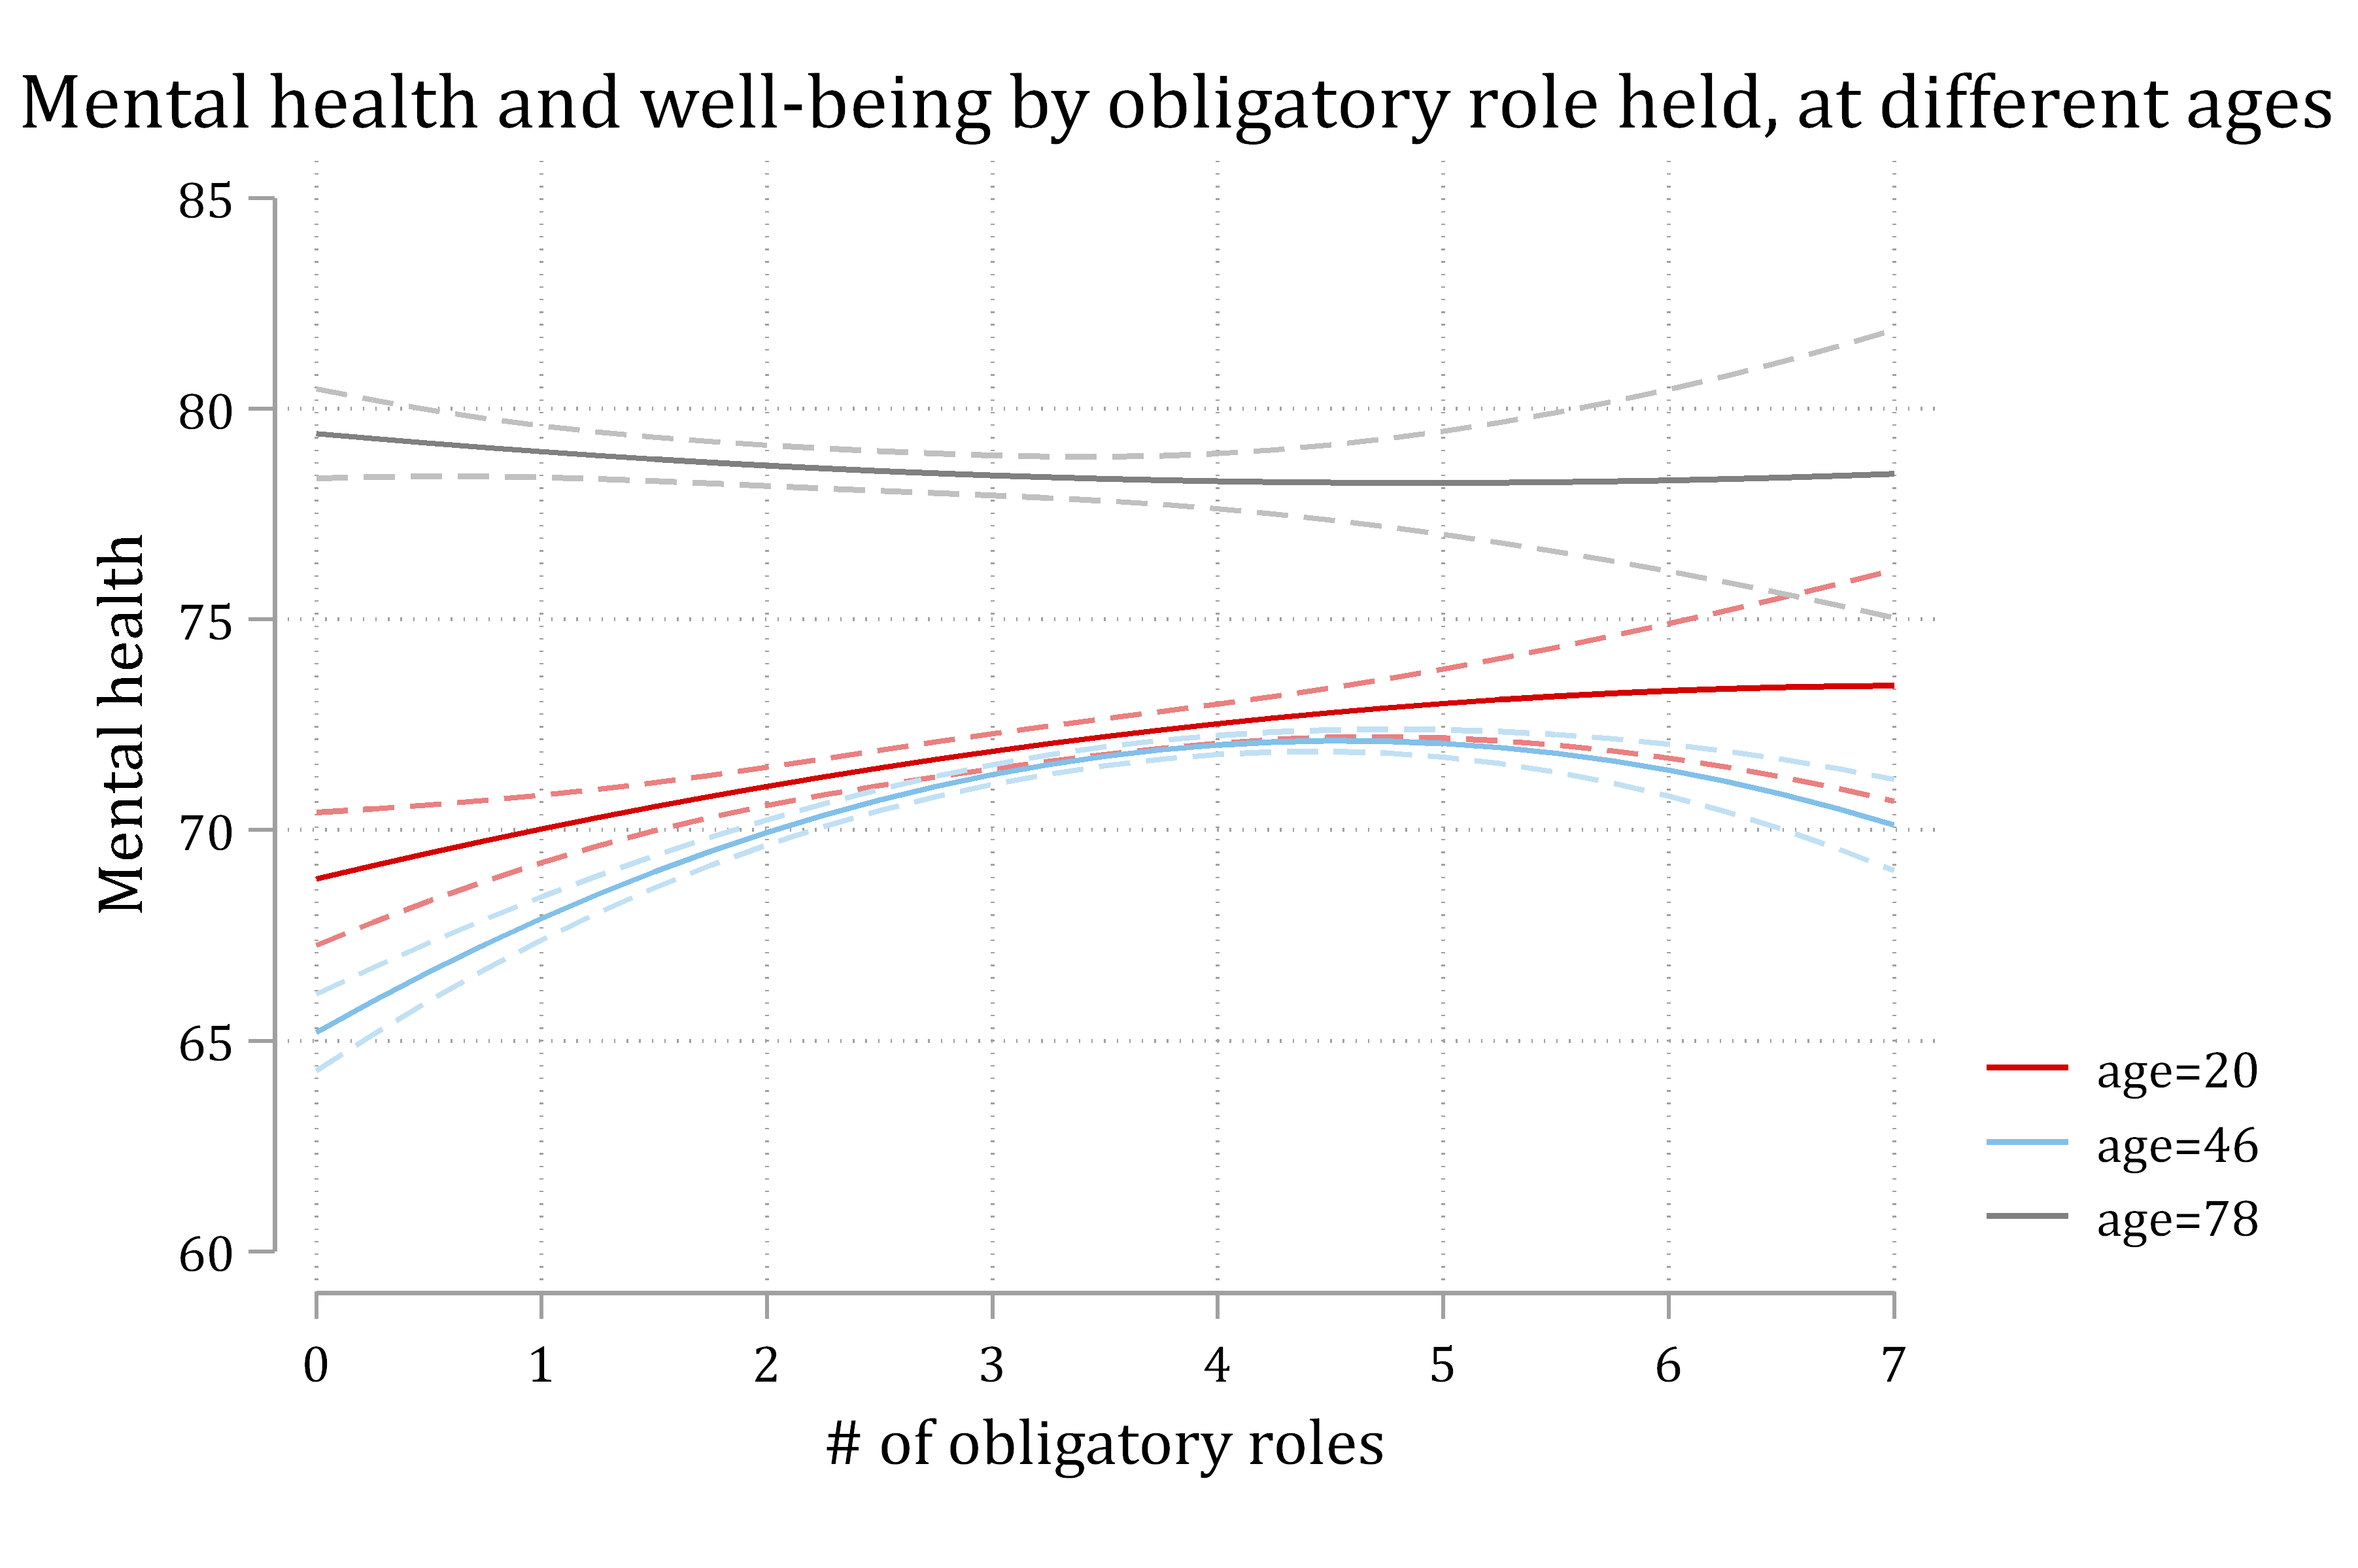 Mental health and well-being by obligatory role held, at different ages
Mental health
85
80
75
70
65
60
0 1 2 3 4 5 6 7
# of obligatory roles
age=20
age=46
age=78